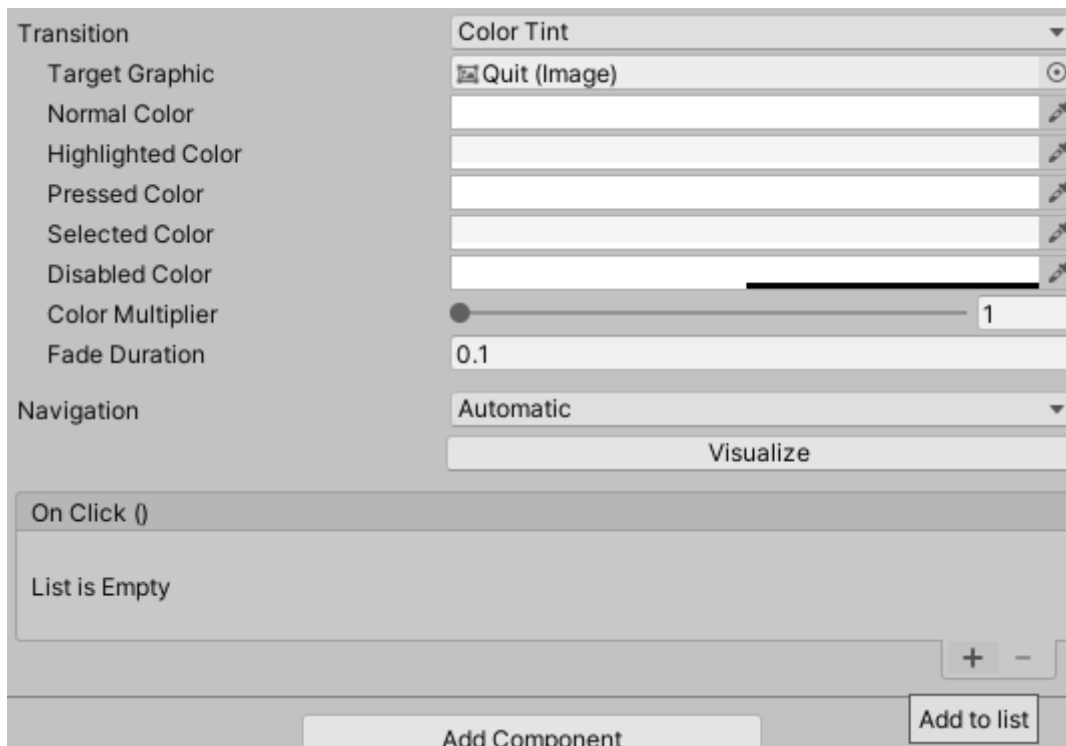 Transition Color Tint
Target Graphic Quit (Image)
Normal Color
Highlighted Color
Pressed Color
Selected Color
Disabled Color
Color Multiplier 1
Fade Duration 0.1
Navigation Automatic
Visualize
On Click ()
List is Empty
+ −
Add to list
Add Component